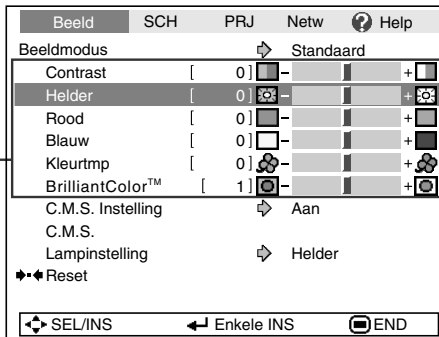 Beeld SCH PRJ Netw ? Help
Beeldmodus Standaard
Contrast [ 0] - +
Helder [ 0] - +
Rood [ 0] - +
Blauw [ 0] - +
Kleurtmp [ 0] - +
BrilliantColor™ [ 1] - +
C.M.S. Instelling Aan
C.M.S.
Lampinstelling Helder
Reset
SEL/INS Enkele INS END